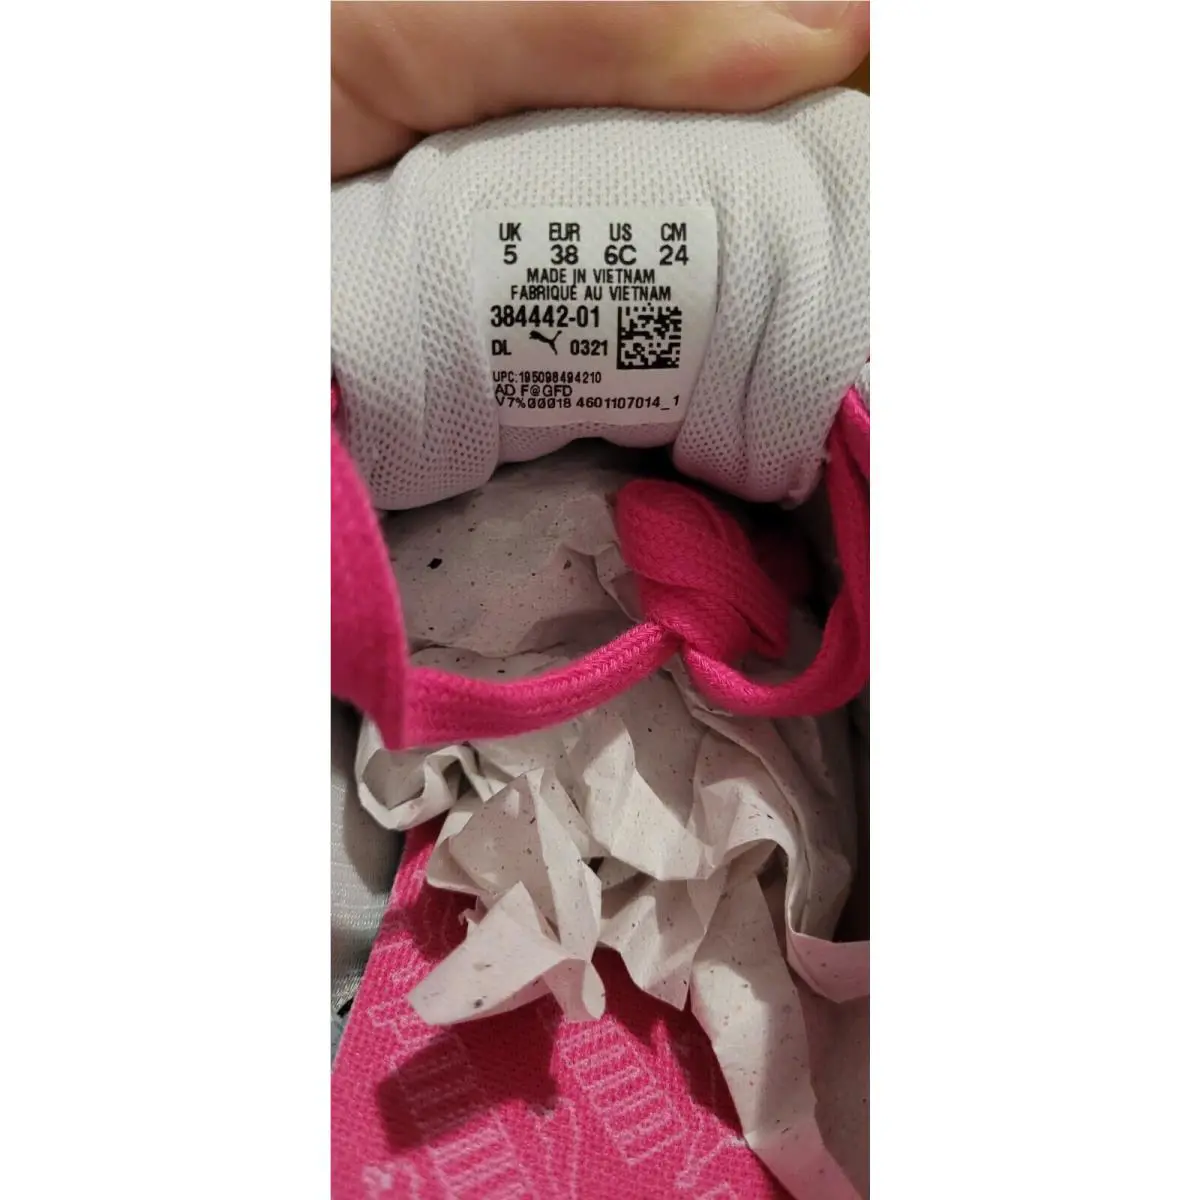 UK EUR US CM
5 38 6C 24
MADE IN VIETNAM
FABRIQUÉ AU VIETNAM
384442-01
DL 0321
UPC:195098494210
AD F@GFD
V7%00018 4601107014_1